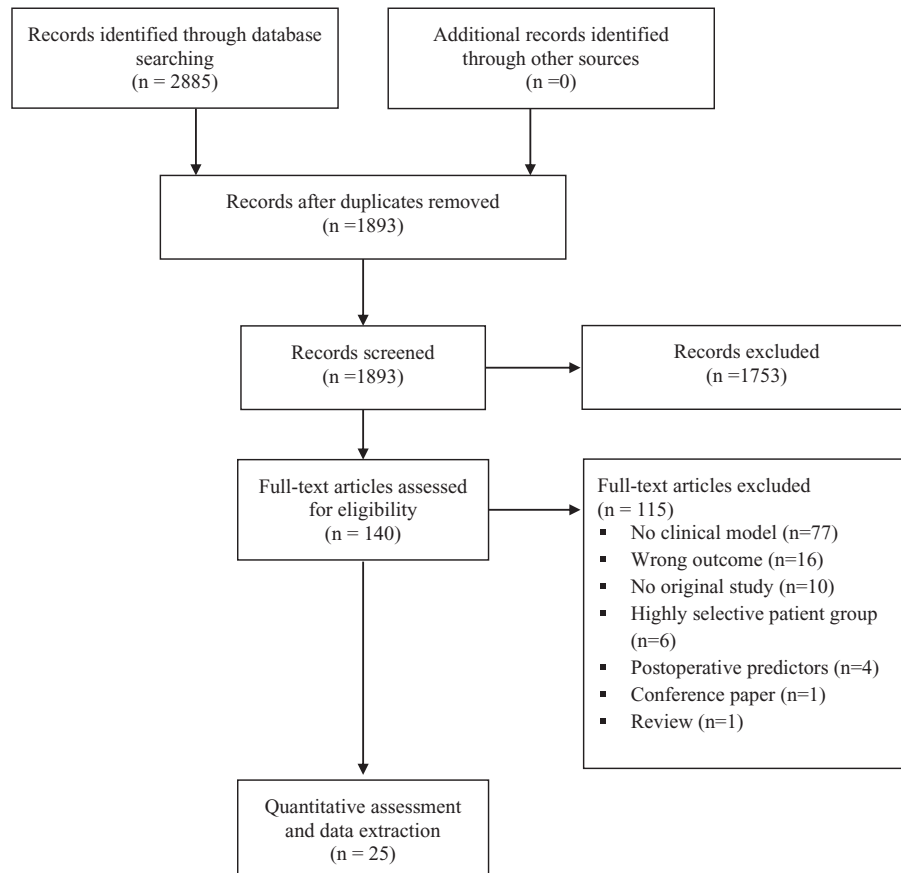 Records identified through database
searching
(n = 2885)
Additional records identified
through other sources
(n =0)
Records after duplicates removed
(n =1893)
Records screened
(n =1893)
Records excluded
(n =1753)
Full-text articles assessed
for eligibility
(n = 140)
Full-text articles excluded
(n = 115)
▪ No clinical model (n=77)
▪ Wrong outcome (n=16)
▪ No original study (n=10)
▪ Highly selective patient group
(n=6)
▪ Postoperative predictors (n=4)
▪ Conference paper (n=1)
▪ Review (n=1)
Quantitative assessment
and data extraction
(n = 25)